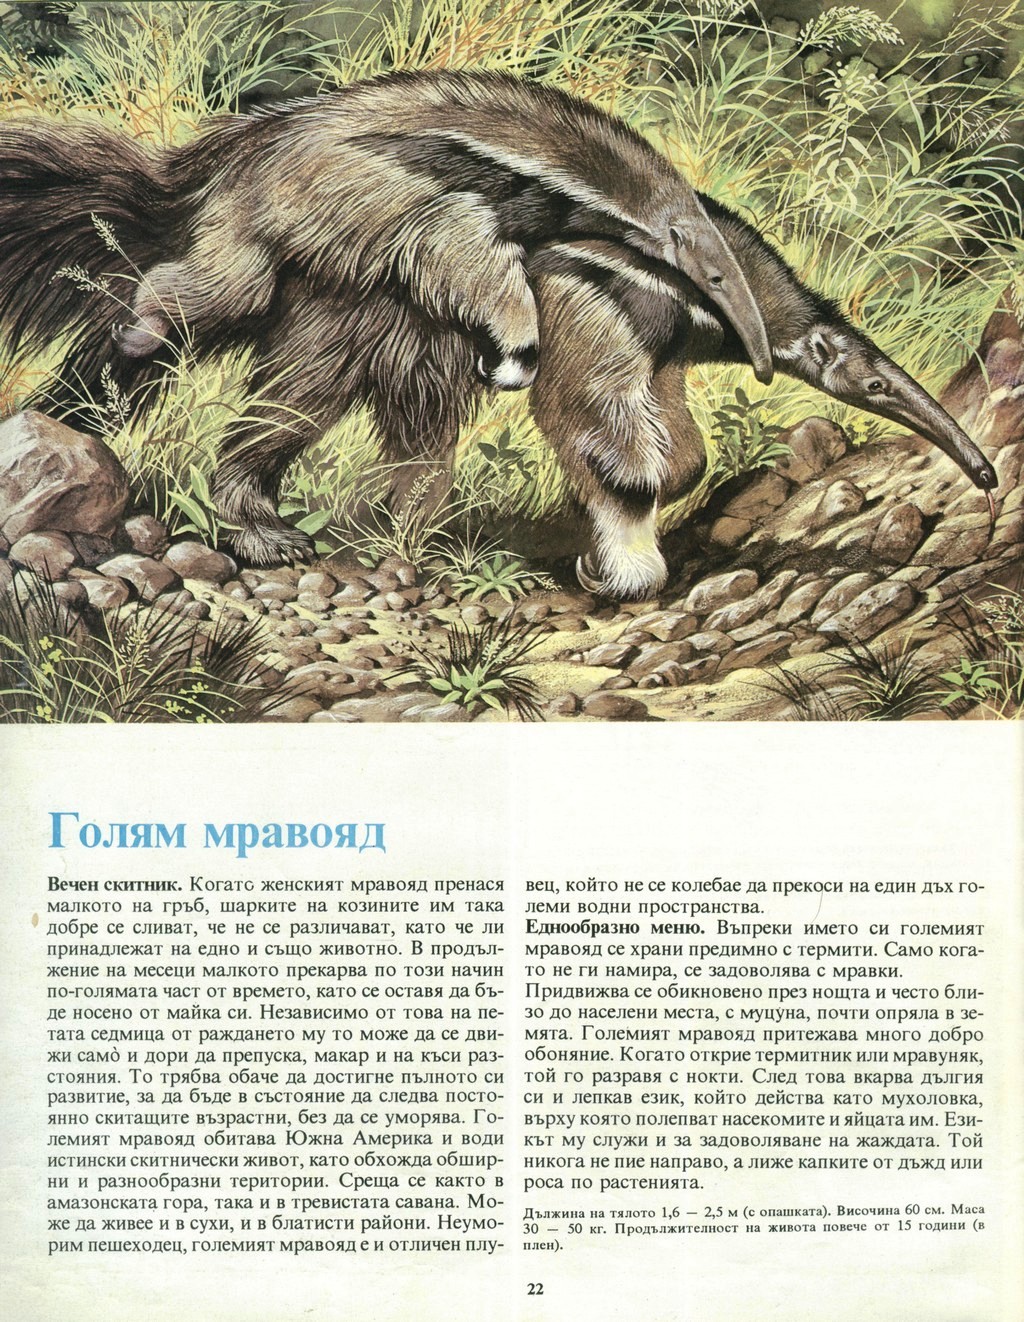 Голям мравояд
Вечен скитник. Когато женският мравояд пренася
малкото на гръб, шарките на козините им така
добре се сливат, че не се различават, като че ли
принадлежат на едно и също животно. В продъл-
жение на месеци малкото прекарва по този начин
по-голямата част от времето, като се оставя да бъ-
де носено от майка си. Независимо от това на пе-
тата седмица от раждането му то може да се дви-
жи само̀ и дори да препуска, макар и на къси раз-
стояния. То трябва обаче да достигне пълното си
развитие, за да бъде в състояние да следва посто-
янно скитащите възрастни, без да се уморява. Го-
лемият мравояд обитава Южна Америка и води
истински скитнически живот, като обхожда обшир-
ни и разнообразни територии. Среща се както в
амазонската гора, така и в тревистата савана. Мо-
же да живее и в сухи, и в блатисти райони. Неумо-
рим пешеходец, големият мравояд е и отличен плу-
вец, който не се колебае да прекоси на един дъх го-
леми водни пространства.
Еднообразно меню. Въпреки името си големият
мравояд се храни предимно с термити. Само кога-
то не ги намира, се задоволява с мравки.
Придвижва се обикновено през нощта и често бли-
зо до населени места, с муцуна, почти опряла в зе-
мята. Големият мравояд притежава много добро
обоняние. Когато открие термитник или мравуняк,
той го разравя с нокти. След това вкарва дългия
си и лепкав език, който действа като мухоловка,
върху която полепват насекомите и яйцата им. Ези-
кът му служи и за задоволяване на жаждата. Той
никога не пие направо, а лиже капките от дъжд или
роса по растенията.
Дължина на тялото 1,6 — 2,5 м (с опашката). Височина 60 см. Маса
30 — 50 кг. Продължителност на живота повече от 15 години (в
плен).
22